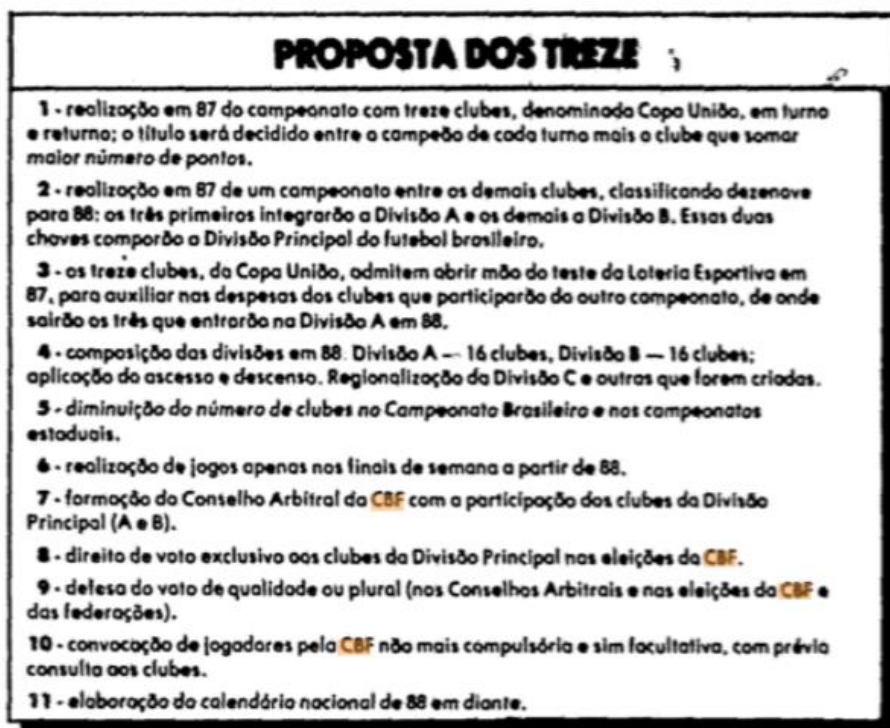 PROPOSTA DOS TREZE
1 - realização em 87 do campeonato com treze clubes, denominada Copa União, em turno
e returno; o título será decidido entre o campeão de cada turno mais o clube que somar
maior número de pontos.
2 - realização em 87 de um campeonato entre os demais clubes, classificando dezenove
para 88: os três primeiros integrarão a Divisão A e os demais a Divisão B. Essas duas
chaves comporão a Divisão Principal do futebol brasileiro.
3 - os treze clubes, da Copa União, admitem abrir mão do teste da Loteria Esportiva em
87, para auxiliar nas despesas dos clubes que participarão do outro campeonato, de onde
sairão os três que entrarão na Divisão A em 88.
4 - composição das divisões em 88. Divisão A — 16 clubes, Divisão B — 16 clubes;
aplicação do ascesso e descenso. Regionalização da Divisão C e outras que forem criadas.
5 - diminuição do número de clubes no Campeonato Brasileiro e nos campeonatos
estaduais.
6 - realização de jogos apenas nos finais de semana a partir de 88.
7 - formação do Conselho Arbitral da CBF com a participação dos clubes da Divisão
Principal (A e B).
8 - direito de voto exclusivo aos clubes da Divisão Principal nas eleições da CBF.
9 - defesa do voto de qualidade ou plural (nos Conselhos Arbitrais e nas eleições da CBF e
das federações).
10 - convocação de jogadores pela CBF não mais compulsória e sim facultativa, com prévia
consulta aos clubes.
11 - elaboração do calendário nacional de 88 em diante.